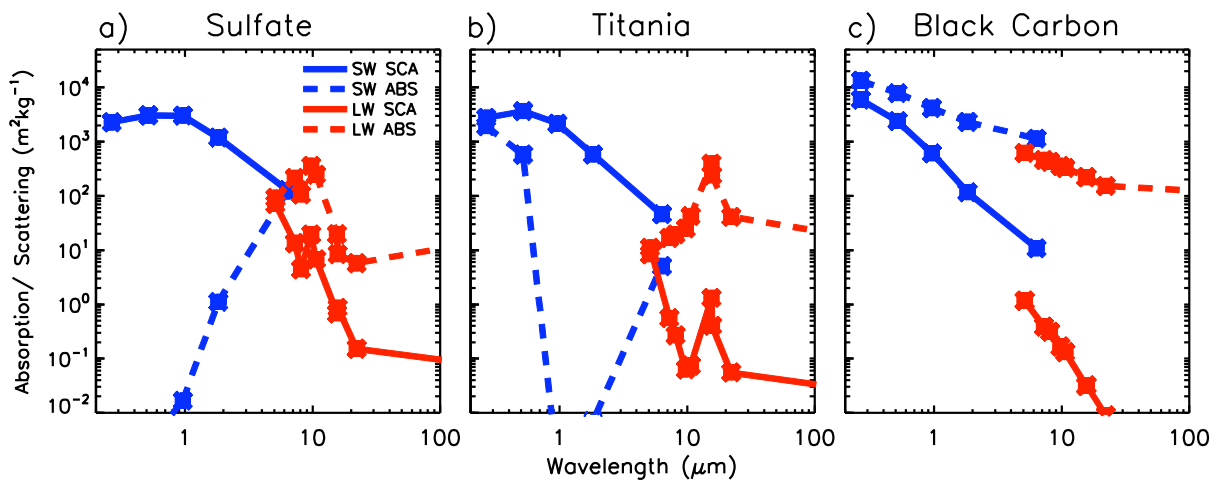 a) Sulfate
b) Titania
c) Black Carbon
SW SCA
SW ABS
LW SCA
LW ABS
Absorption/ Scattering (m²kg⁻¹)
10⁴
10³
10²
10¹
10⁰
10⁻¹
10⁻²
1 10 100
1 10 100
1 10 100
Wavelength (μm)